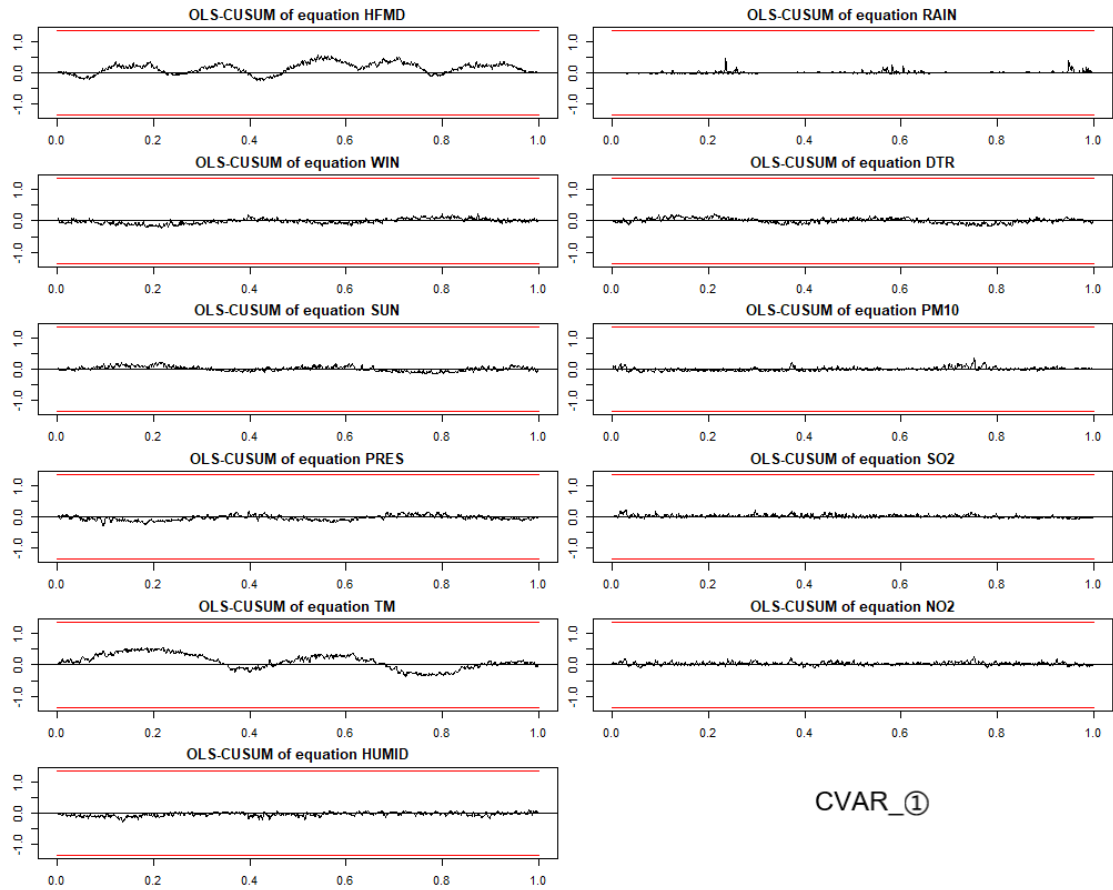 OLS-CUSUM of equation HFMD
1.0
0.0
-1.0
0.0 0.2 0.4 0.6 0.8 1.0
OLS-CUSUM of equation RAIN
1.0
0.0
-1.0
0.0 0.2 0.4 0.6 0.8 1.0
OLS-CUSUM of equation WIN
1.0
0.0
-1.0
0.0 0.2 0.4 0.6 0.8 1.0
OLS-CUSUM of equation DTR
1.0
0.0
-1.0
0.0 0.2 0.4 0.6 0.8 1.0
OLS-CUSUM of equation SUN
1.0
0.0
-1.0
0.0 0.2 0.4 0.6 0.8 1.0
OLS-CUSUM of equation PM10
1.0
0.0
-1.0
0.0 0.2 0.4 0.6 0.8 1.0
OLS-CUSUM of equation PRES
1.0
0.0
-1.0
0.0 0.2 0.4 0.6 0.8 1.0
OLS-CUSUM of equation SO2
1.0
0.0
-1.0
0.0 0.2 0.4 0.6 0.8 1.0
OLS-CUSUM of equation TM
1.0
0.0
-1.0
0.0 0.2 0.4 0.6 0.8 1.0
OLS-CUSUM of equation NO2
1.0
0.0
-1.0
0.0 0.2 0.4 0.6 0.8 1.0
OLS-CUSUM of equation HUMID
1.0
0.0
-1.0
0.0 0.2 0.4 0.6 0.8 1.0
CVAR_①